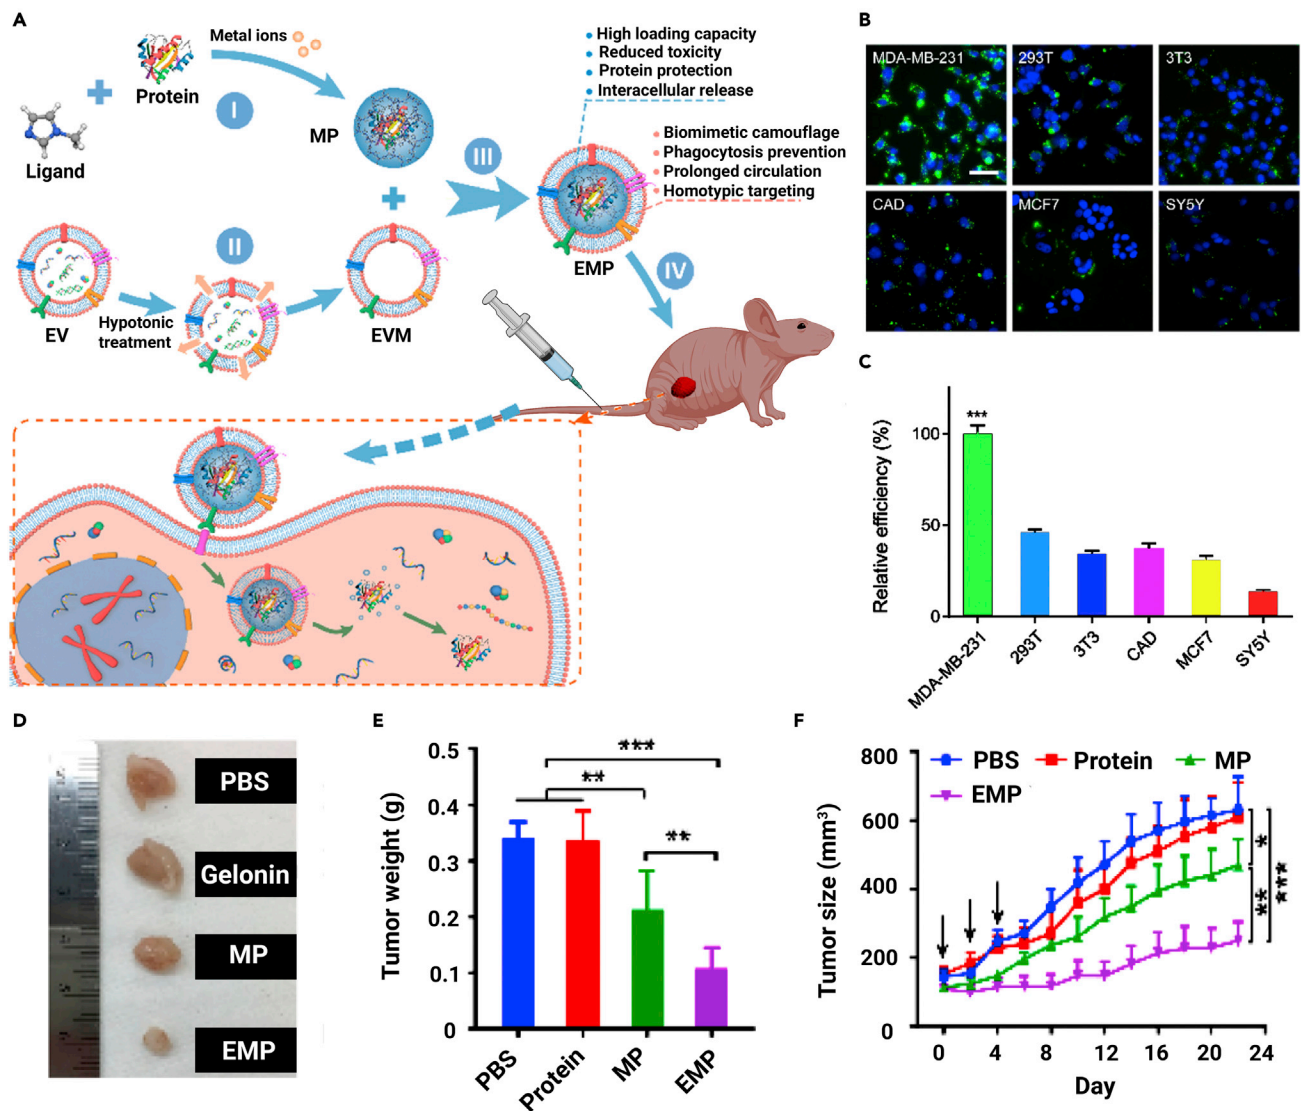 A
Protein
Metal ions
I
Ligand
MP
III
• High loading capacity
• Reduced toxicity
• Protein protection
• Interacellular release
• Biomimetic camouflage
• Phagocytosis prevention
• Prolonged circulation
• Homotypic targeting
II
EV
Hypotonic
treatment
EVM
EMP
IV
B
MDA-MB-231
293T
3T3
CAD
MCF7
SY5Y
C
Relative efficiency (%)
100
50
0
***
MDA-MB-231
293T
3T3
CAD
MCF7
SY5Y
D
PBS
Gelonin
MP
EMP
E
Tumor weight (g)
0.5
0.4
0.3
0.2
0.1
0
***
**
**
PBS
Protein
MP
EMP
F
Tumor size (mm³)
800
600
400
200
0
PBS
Protein
MP
EMP
*
**
***
0
4
8
12
16
20
24
Day